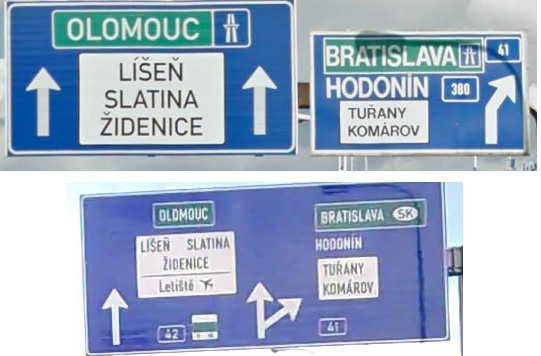 OLOMOUC
LÍŠEŇ
SLATINA
ŽIDENICE
BRATISLAVA
41
HODONÍN
380
TUŘANY
KOMÁROV
OLOMOUC
LÍŠEŇ SLATINA
ŽIDENICE
Letiště
42
BRATISLAVA SK
HODONÍN
TUŘANY
KOMÁROV
41